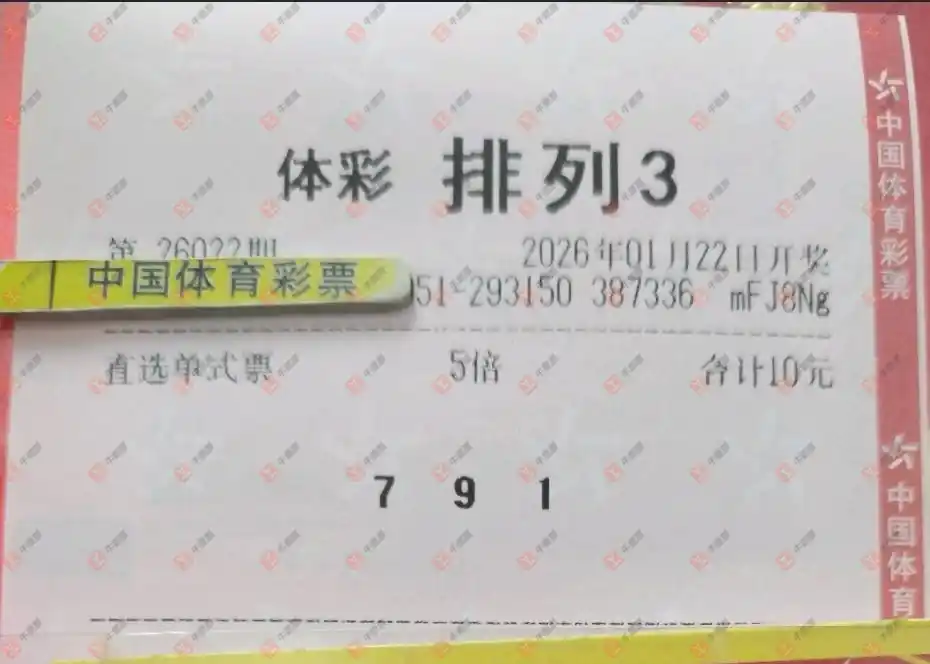 体彩 排列3
第 26022期 2026年01月22日开奖
中国体育彩票
051 293150 387336 mFJ8Ng
直选单式票 5倍 合计10元
7 9 1
中国体育彩票
中国体育